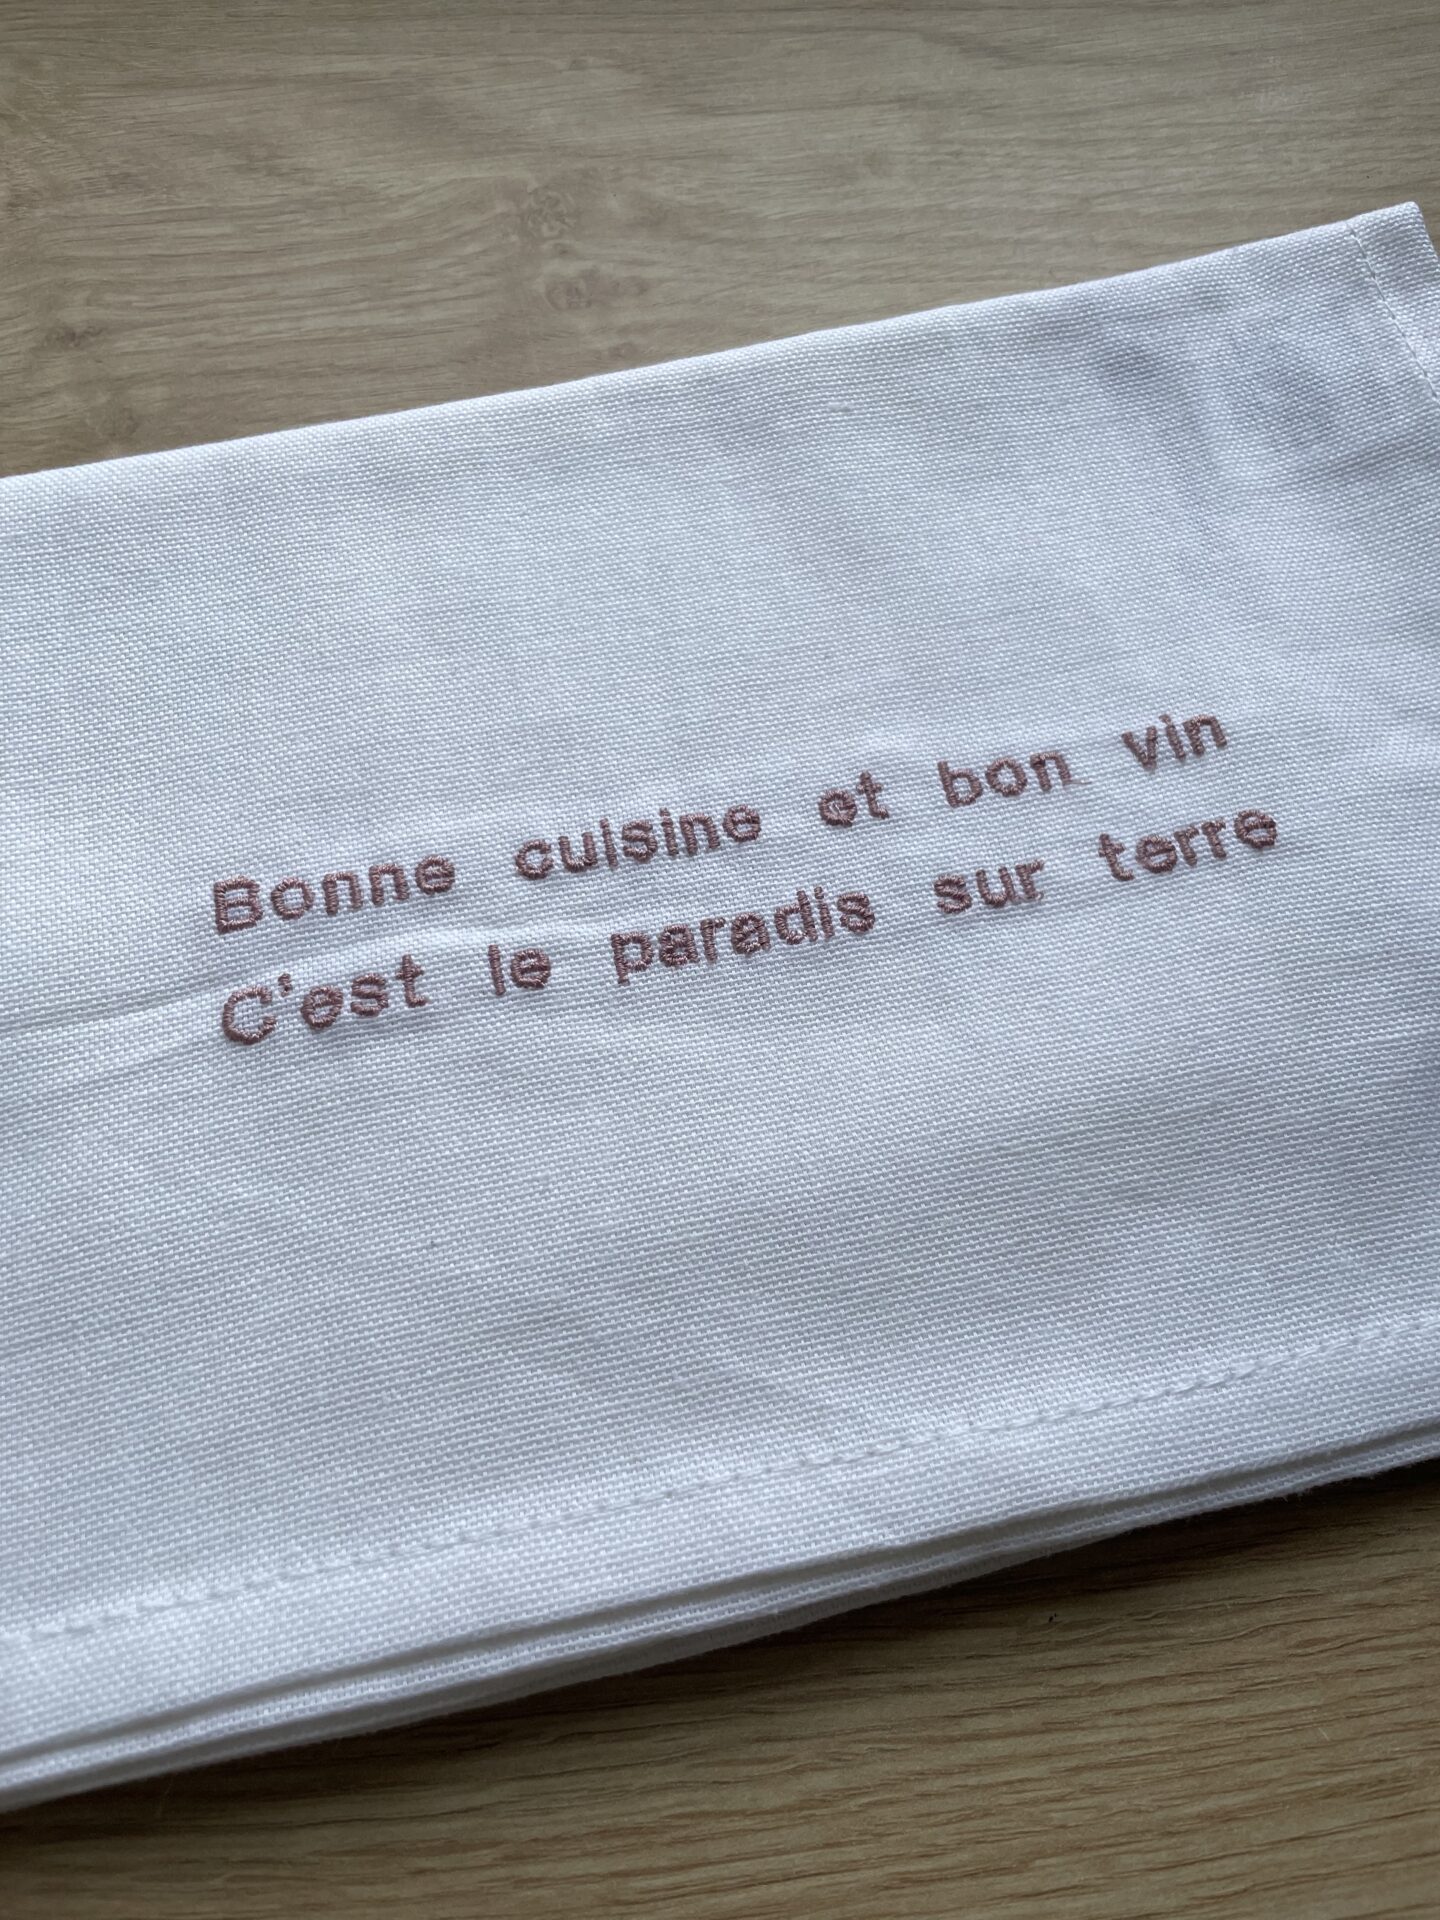 Bonne cuisine et bon vin
C'est le paradis sur terre